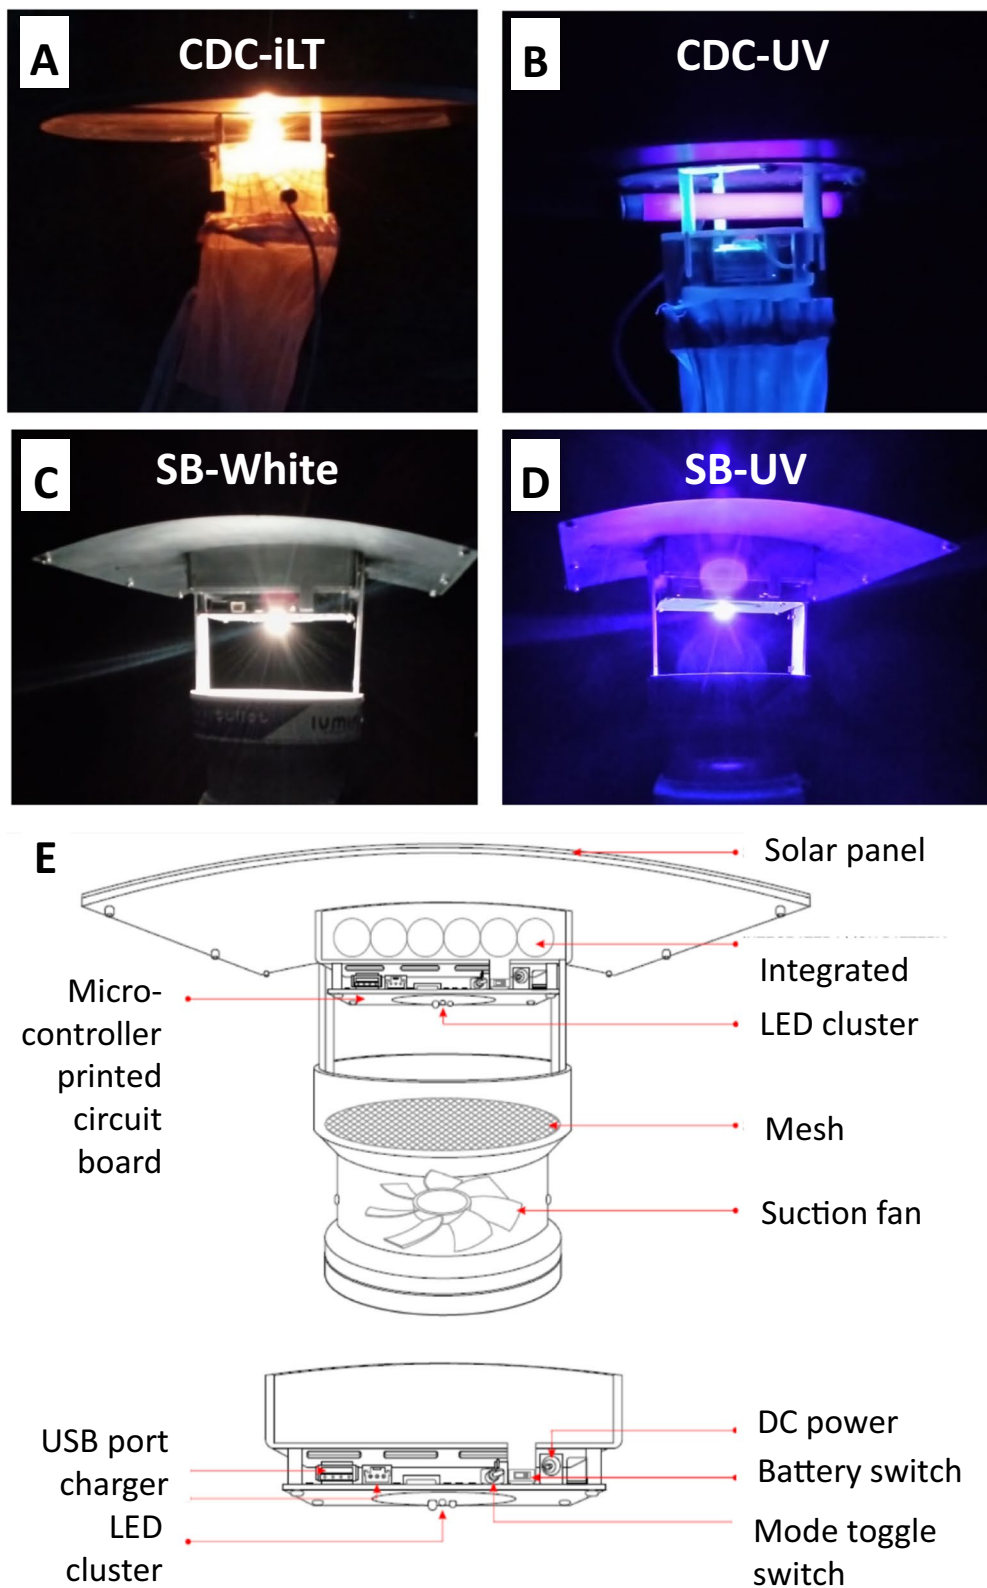 A
CDC-iLT
B
CDC-UV
C
SB-White
D
SB-UV
lumin
E
Solar panel
Integrated
LED cluster
Micro-
controller
printed
circuit
board
Mesh
Suction fan
USB port
charger
LED
cluster
DC power
Battery switch
Mode toggle
switch